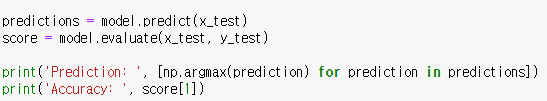 predictions = model.predict(x_test)
score = model.evaluate(x_test, y_test)
print('Prediction: ', [np.argmax(prediction) for prediction in predictions])
print('Accuracy: ', score[1])